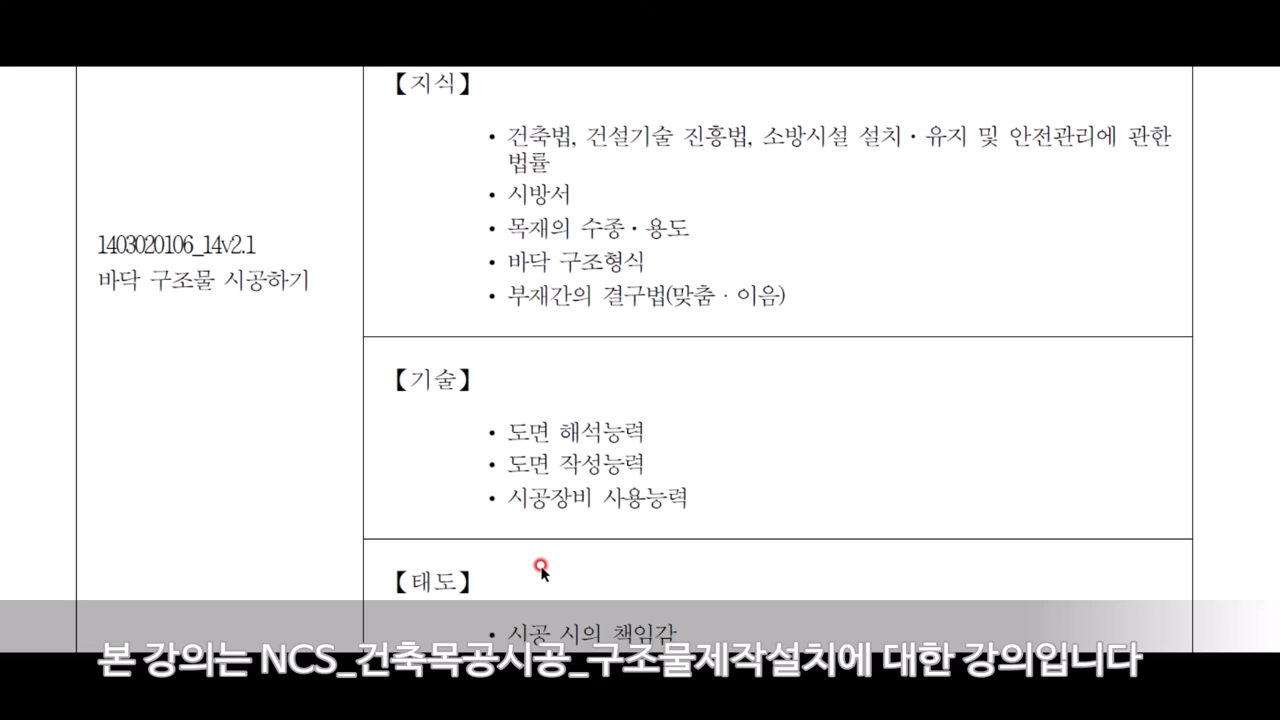 【지식】
• 건축법, 건설기술 진흥법, 소방시설 설치・유지 및 안전관리에 관한
법률
• 시방서
• 목재의 수종・용도
• 바닥 구조형식
• 부재간의 결구법(맞춤 · 이음)
1403020106_14v2.1
바닥 구조물 시공하기
【기술】
• 도면 해석능력
• 도면 작성능력
• 시공장비 사용능력
【태도】
• 시공 시의 책임감
본 강의는 NCS_건축목공시공_구조물제작설치에 대한 강의입니다